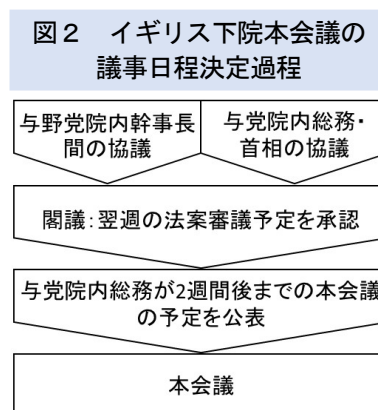 図２　イギリス下院本会議の
議事日程決定過程
与野党院内幹事長
間の協議
与党院内総務・
首相の協議
閣議：翌週の法案審議予定を承認
与党院内総務が2週間後までの本会議
の予定を公表
本会議